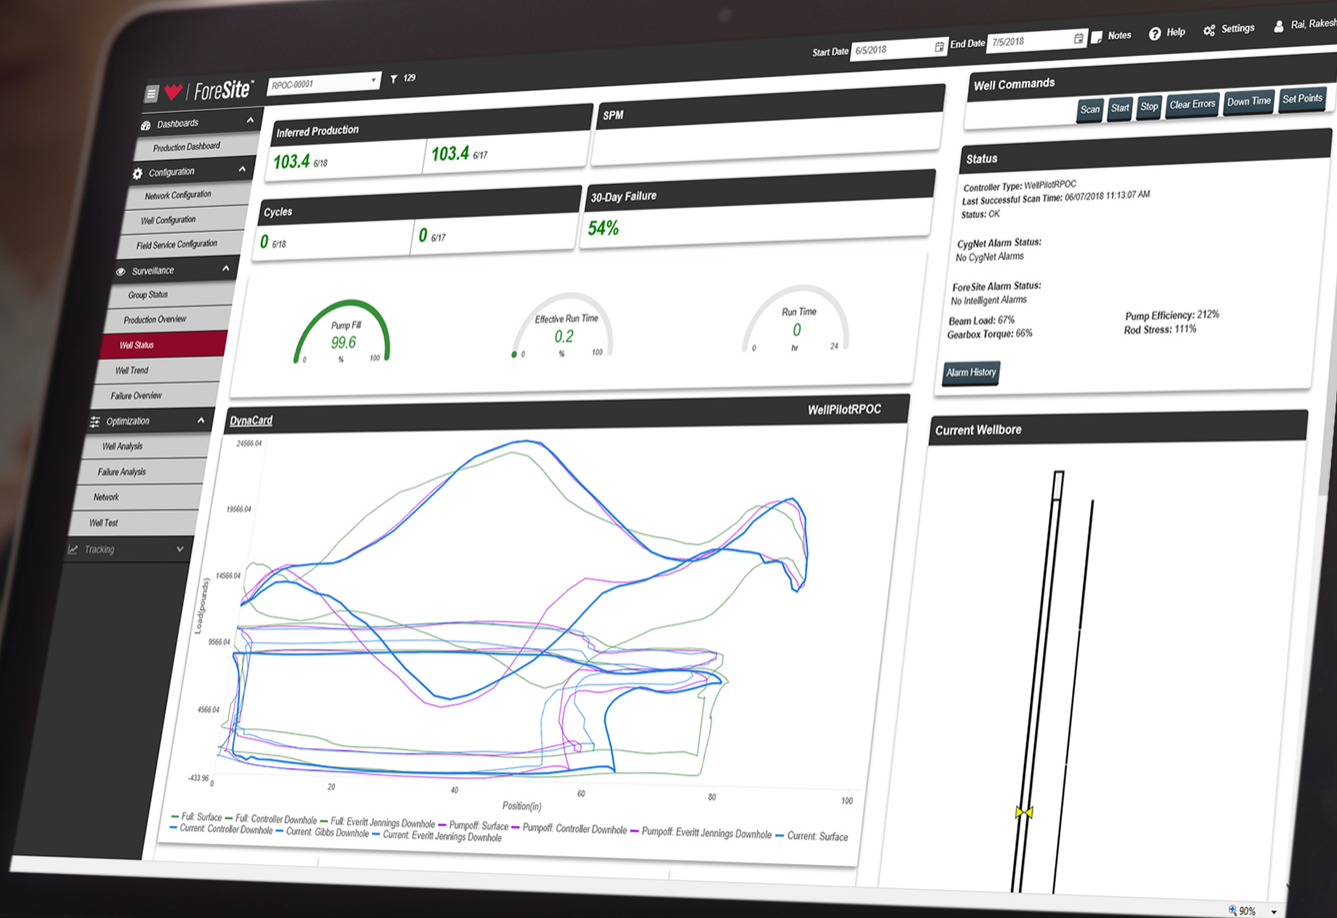 Start Date 6/5/2018 End Date 7/5/2018 Notes Help Settings Rai, Rakesh
ForeSite™ RPOC-00001 129
Dashboards
Production Dashboard
Configuration
Network Configuration
Well Configuration
Field Service Configuration
Surveillance
Group Status
Production Overview
Well Status
Well Trend
Failure Overview
Optimization
Well Analysis
Failure Analysis
Network
Well Test
Tracking
Inferred Production
103.4 6/18 103.4 6/17
SPM
Cycles
0 6/18 0 6/17
30-Day Failure
54%
Pump Fill
99.6
0 % 100
Effective Run Time
0.2
0 % 100
Run Time
0
0 hr 24
DynaCard WellPilotRPOC
24566.04
19566.04
14566.04
9566.04
4566.04
-433.96
Load(pounds)
0 20 40 60 80 100
Position(in)
Full: Surface Full: Controller Downhole Full: Everitt Jennings Downhole Pumpoff: Surface Pumpoff: Controller Downhole Pumpoff: Everitt Jennings Downhole Current: Surface
Current: Controller Downhole Current: Gibbs Downhole Current: Everitt Jennings Downhole
Well Commands
Scan Start Stop Clear Errors Down Time Set Points
Status
Controller Type: WellPilotRPOC
Last Successful Scan Time: 06/07/2018 11:13:07 AM
Status: OK
CygNet Alarm Status:
No CygNet Alarms
ForeSite Alarm Status:
No Intelligent Alarms
Beam Load: 67% Pump Efficiency: 212%
Gearbox Torque: 66% Rod Stress: 111%
Alarm History
Current Wellbore
90%